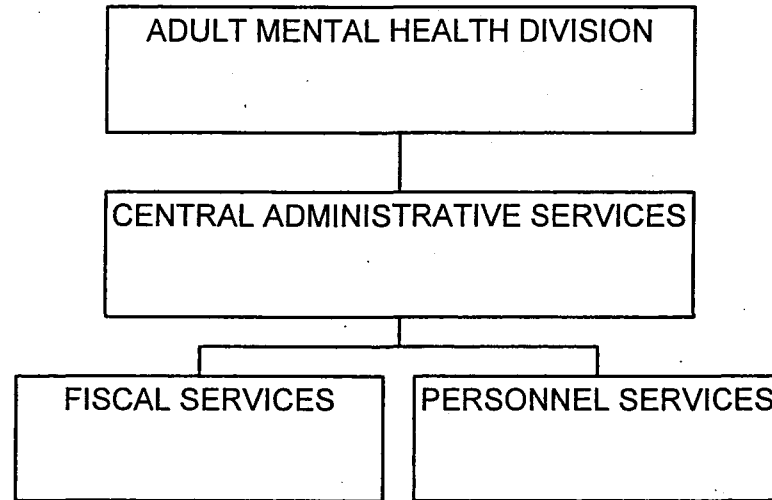 ADULT MENTAL HEALTH DIVISION
CENTRAL ADMINISTRATIVE SERVICES
FISCAL SERVICES
PERSONNEL SERVICES